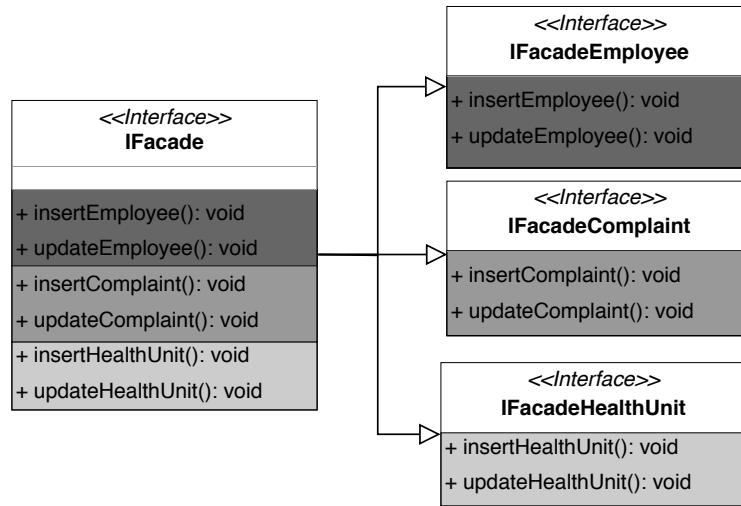 <<Interface>>
IFacade
+ insertEmployee(): void
+ updateEmployee(): void
+ insertComplaint(): void
+ updateComplaint(): void
+ insertHealthUnit(): void
+ updateHealthUnit(): void
<<Interface>>
IFacadeEmployee
+ insertEmployee(): void
+ updateEmployee(): void
<<Interface>>
IFacadeComplaint
+ insertComplaint(): void
+ updateComplaint(): void
<<Interface>>
IFacadeHealthUnit
+ insertHealthUnit(): void
+ updateHealthUnit(): void